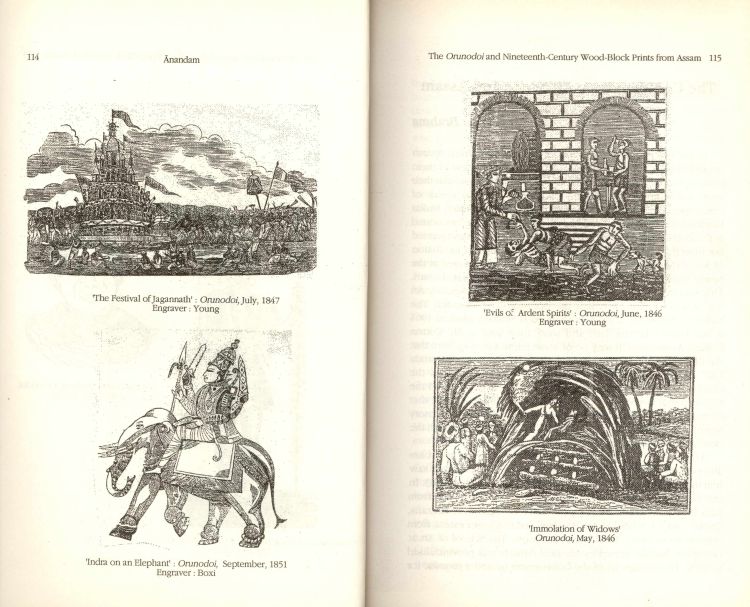 114
Ānandam
'The Festival of Jagannath' : Orunodoi, July, 1847
Engraver : Young
'Indra on an Elephant' : Orunodoi, September, 1851
Engraver : Boxi
The Orunodoi and Nineteenth-Century Wood-Block Prints from Assam 115
'Evils of Ardent Spirits' : Orunodoi, June, 1846
Engraver : Young
'Immolation of Widows'
Orunodoi, May, 1846